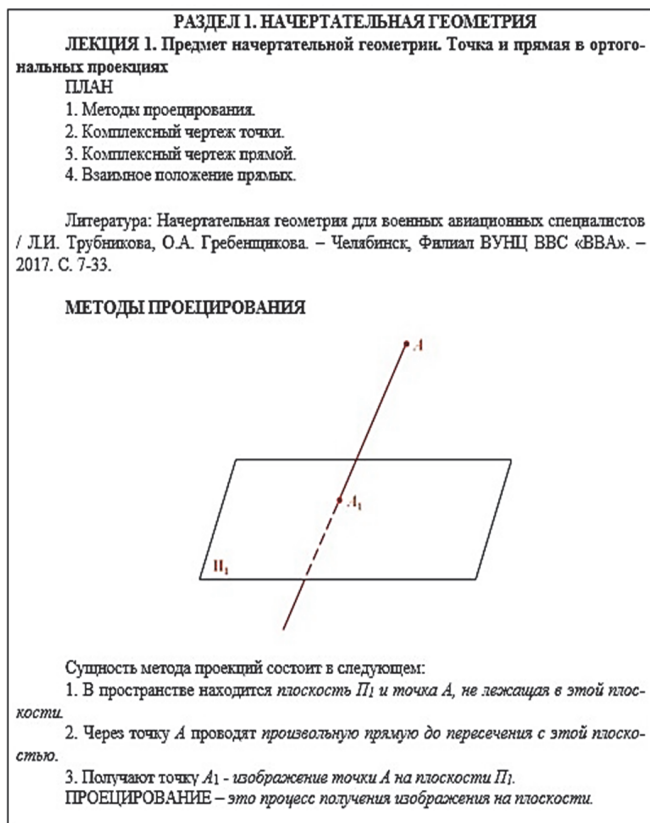 РАЗДЕЛ 1. НАЧЕРТАТЕЛЬНАЯ ГЕОМЕТРИЯ
ЛЕКЦИЯ 1. Предмет начертательной геометрии. Точка и прямая в ортого-
нальных проекциях
ПЛАН
1. Методы проецирования.
2. Комплексный чертеж точки.
3. Комплексный чертеж прямой.
4. Взаимное положение прямых.
Литература: Начертательная геометрия для военных авиационных специалистов
/ Л.И. Трубникова, О.А. Гребенщикова. – Челябинск, Филиал ВУНЦ ВВС «ВВА». –
2017. С. 7-33.
МЕТОДЫ ПРОЕЦИРОВАНИЯ
A
A₁
П₁
Сущность метода проекций состоит в следующем:
1. В пространстве находится плоскость П₁ и точка А, не лежащая в этой плос-
кости.
2. Через точку А проводят произвольную прямую до пересечения с этой плоско-
стью.
3. Получают точку А₁ - изображение точки А на плоскости П₁.
ПРОЕЦИРОВАНИЕ – это процесс получения изображения на плоскости.